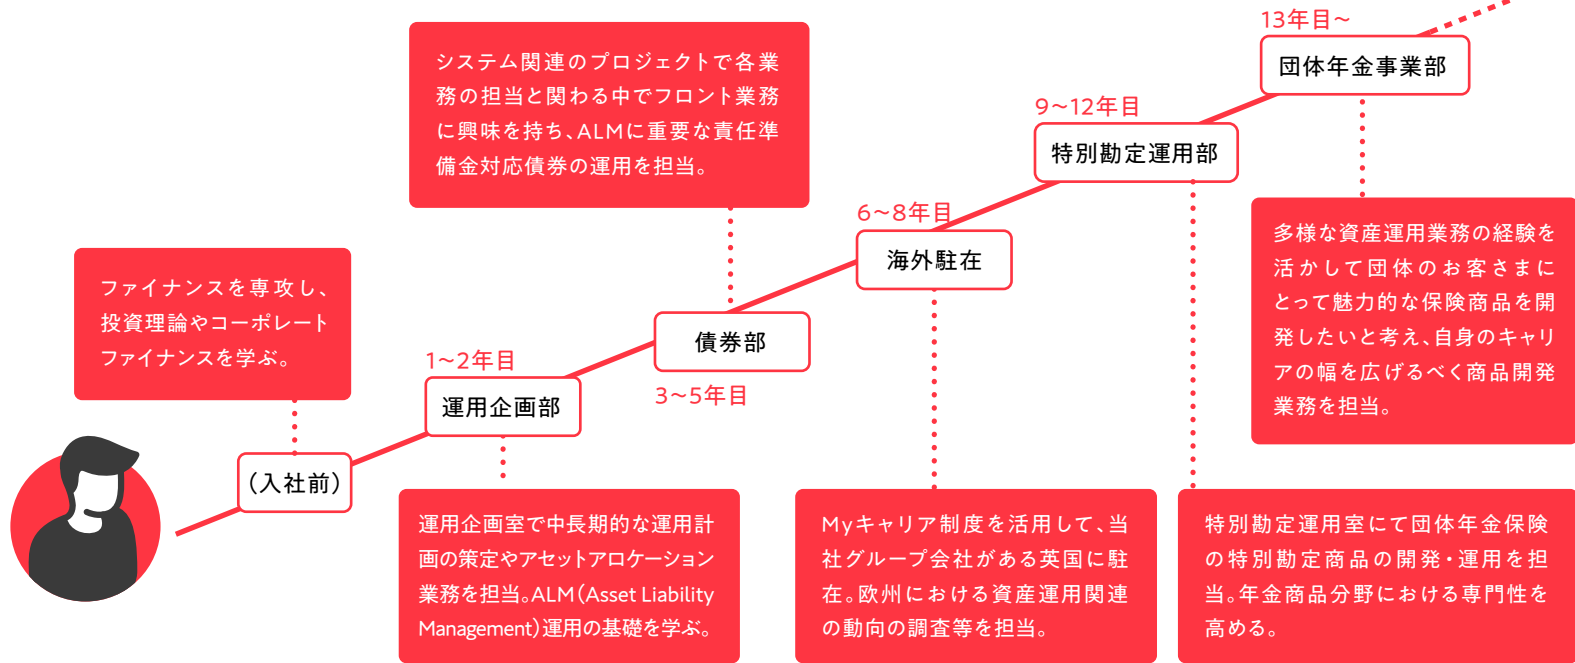 ファイナンスを専攻し、
投資理論やコーポレート
ファイナンスを学ぶ。
(入社前)
1~2年目
運用企画部
運用企画室で中長期的な運用計
画の策定やアセットアロケーション
業務を担当。ALM(Asset Liability
Management)運用の基礎を学ぶ。
システム関連のプロジェクトで各業
務の担当と関わる中でフロント業務
に興味を持ち、ALMに重要な責任準
備金対応債券の運用を担当。
債券部
3~5年目
6~8年目
海外駐在
Myキャリア制度を活用して、当
社グループ会社がある英国に駐
在。欧州における資産運用関連
の動向の調査等を担当。
9~12年目
特別勘定運用部
特別勘定運用室にて団体年金保険
の特別勘定商品の開発・運用を担
当。年金商品分野における専門性を
高める。
13年目~
団体年金事業部
多様な資産運用業務の経験を
活かして団体のお客さまに
とって魅力的な保険商品を開
発したいと考え、自身のキャリ
アの幅を広げるべく商品開発
業務を担当。